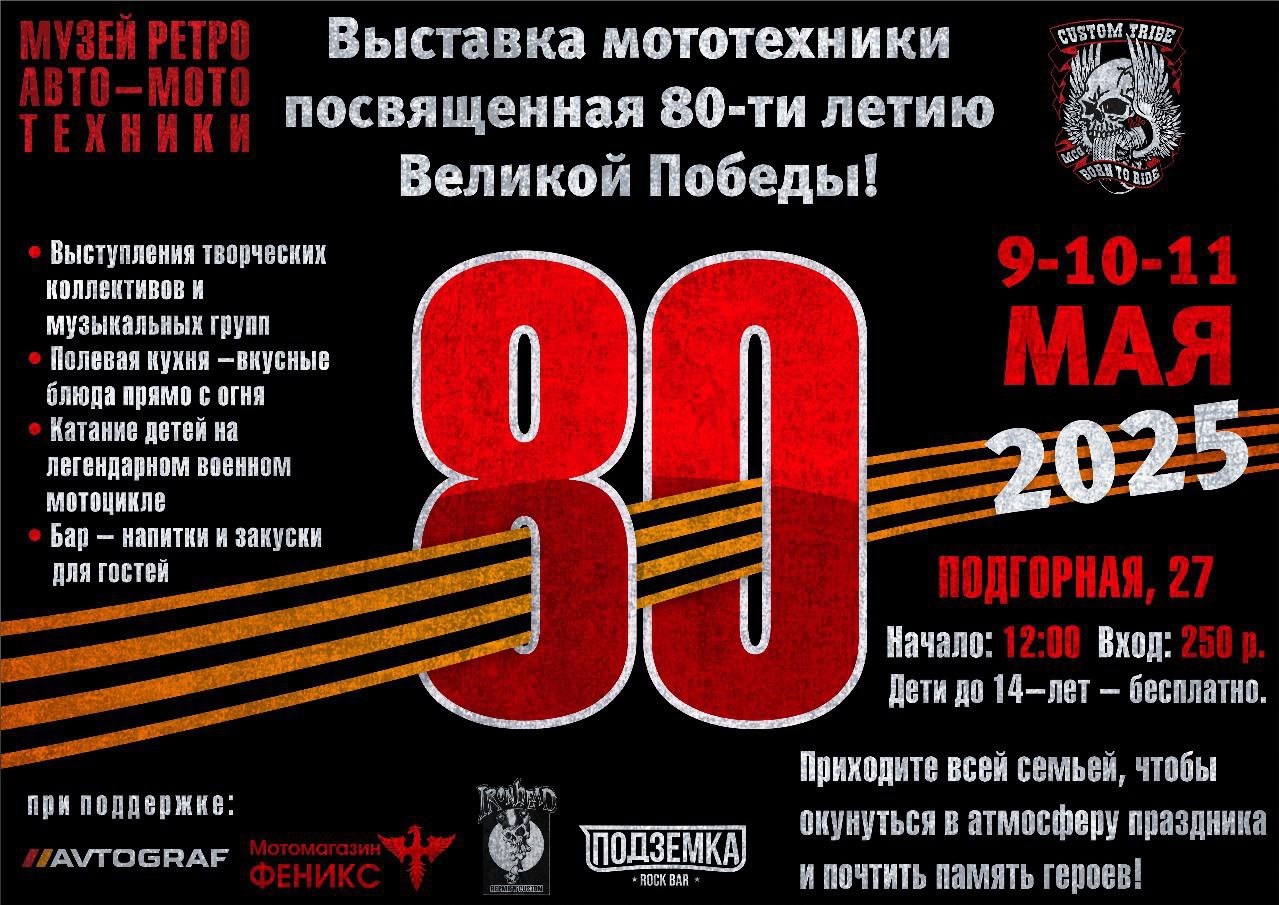 МУЗЕЙ РЕТРО
АВТО–МОТО
ТЕХНИКИ
Выставка мототехники
посвященная 80-ти летию
Великой Победы!
CUSTOM TRIBE
MCG
BORN TO RIDE
• Выступления творческих
коллективов и
музыкальных групп
• Полевая кухня –вкусные
блюда прямо с огня
• Катание детей на
легендарном военном
мотоцикле
• Бар – напитки и закуски
для гостей
80
9-10-11
МАЯ
2025
ПОДГОРНАЯ, 27
Начало: 12:00 Вход: 250 р.
Дети до 14–лет – бесплатно.
Приходите всей семьей, чтобы
окунуться в атмосферу праздника
и почтить память героев!
при поддержке:
AVTOGRAF
Мотомагазин
ФЕНИКС
IRONHEAD
ПОДЗЕМКА
ROCK BAR